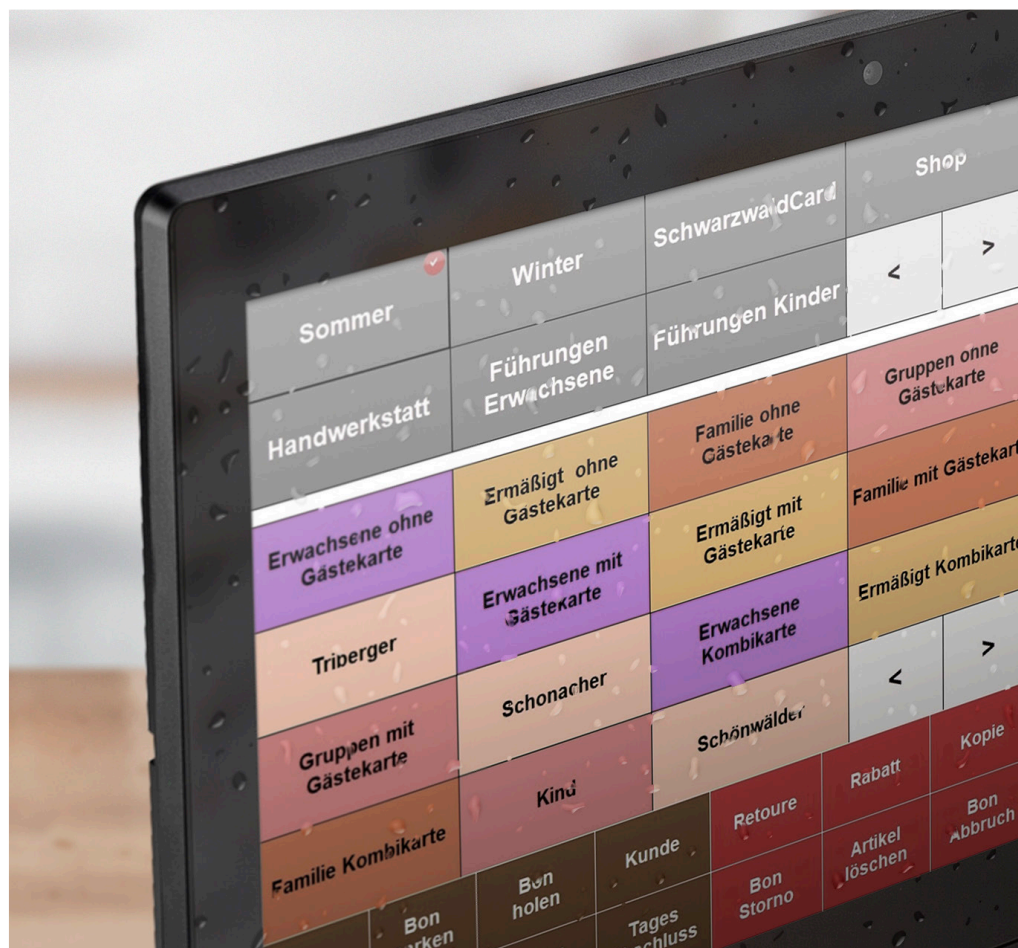 Sommer
Winter
SchwarzwaldCard
Shop
Handwerkstatt
Führungen
Erwachsene
Führungen Kinder
<
>
Erwachsene ohne
Gästekarte
Ermäßigt ohne
Gästekarte
Familie ohne
Gästekarte
Gruppen ohne
Gästekarte
Triberger
Erwachsene mit
Gästekarte
Ermäßigt mit
Gästekarte
Familie mit Gästekart
Gruppen mit
Gästekarte
Schonacher
Erwachsene
Kombikarte
Ermäßigt Kombikarte
Familie Kombikarte
Kind
Schönwälder
<
>
Bon
Bon
holen
Kunde
Tages
Retoure
Rabatt
Kopie
Bon
Storno
Artikel
löschen
Bon
Abbruch